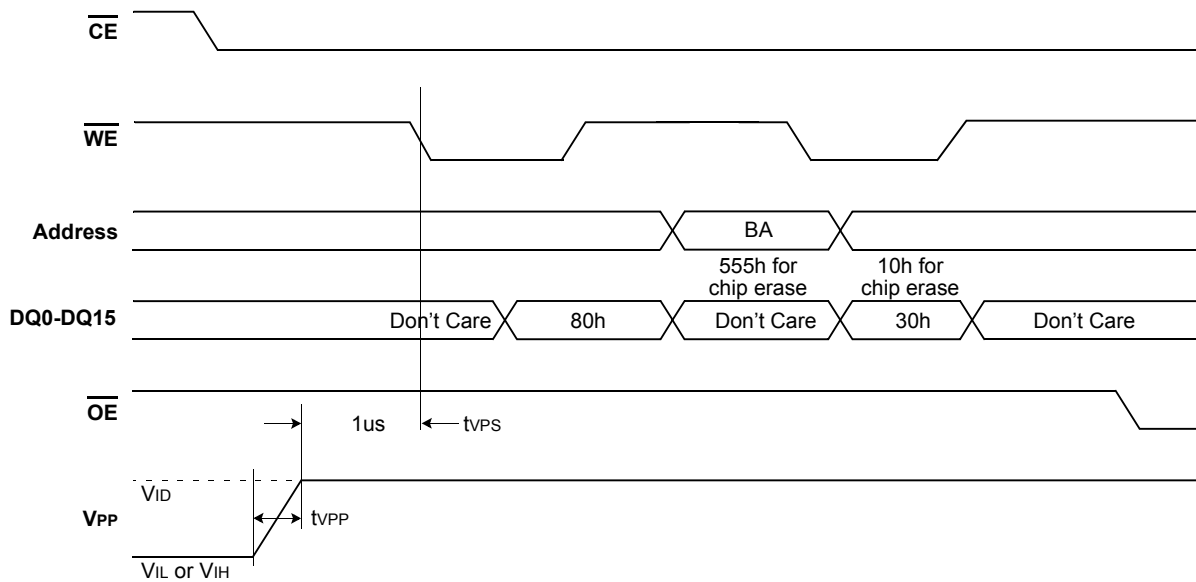 CE
WE
Address
BA
555h for
chip erase
10h for
chip erase
DQ0-DQ15
Don't Care
80h
Don't Care
30h
Don't Care
OE
1us
tVPS
VID
VPP
tVPP
VIL or VIH